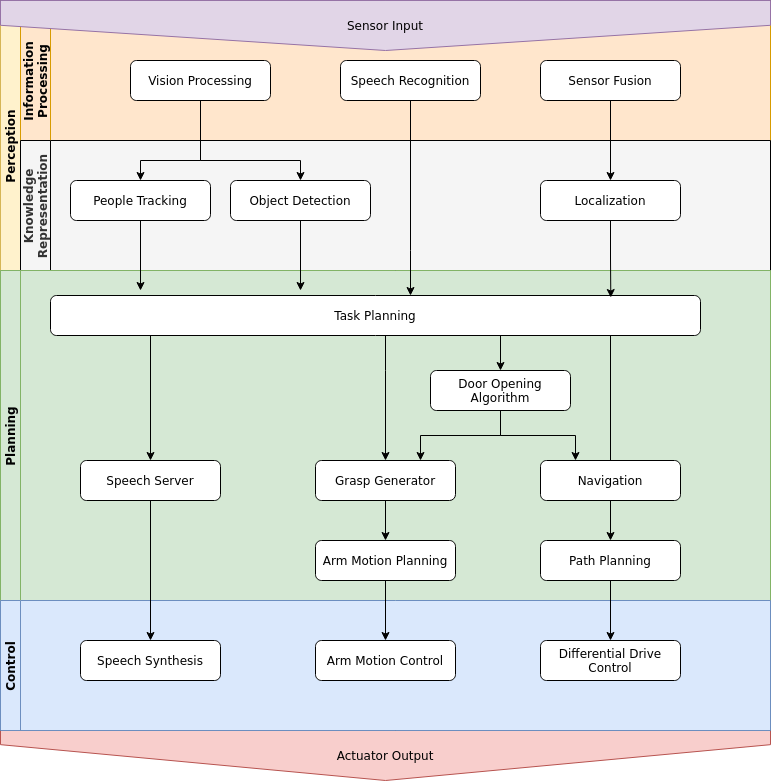 Sensor Input
Perception
Information
Processing
Vision Processing
Speech Recognition
Sensor Fusion
Knowledge
Representation
People Tracking
Object Detection
Localization
Planning
Task Planning
Door Opening
Algorithm
Speech Server
Grasp Generator
Navigation
Arm Motion Planning
Path Planning
Control
Speech Synthesis
Arm Motion Control
Differential Drive
Control
Actuator Output